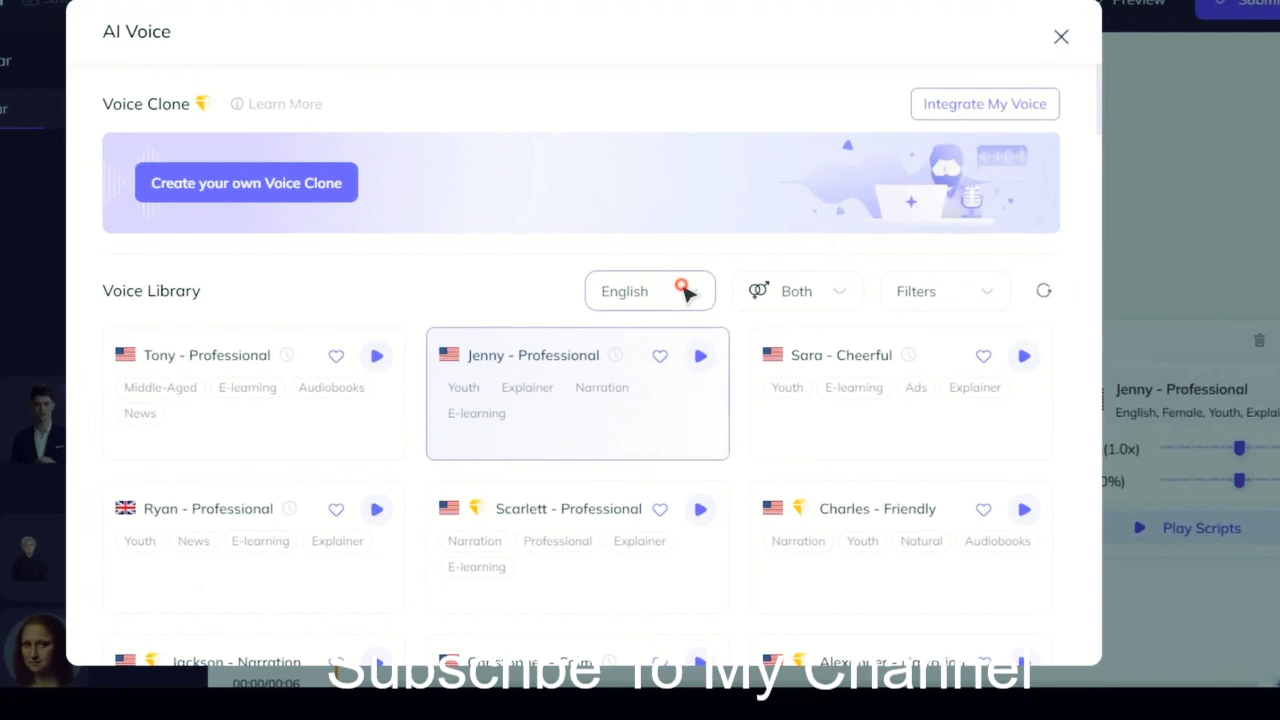 Preview
AI Voice
Voice Clone
Learn More
Integrate My Voice
Create your own Voice Clone
Voice Library
English
Both
Filters
Tony - Professional
Middle-Aged E-learning Audiobooks
News
Jenny - Professional
Youth Explainer Narration
E-learning
Sara - Cheerful
Youth E-learning Ads Explainer
Ryan - Professional
Youth News E-learning Explainer
Scarlett - Professional
Narration Professional Explainer
E-learning
Charles - Friendly
Narration Youth Natural Audiobooks
Jackson - Narration
Jenny - Professional
English, Female, Youth,
(1.0x)
Play Scripts
00:00/00:06
Subscribe To My Channel